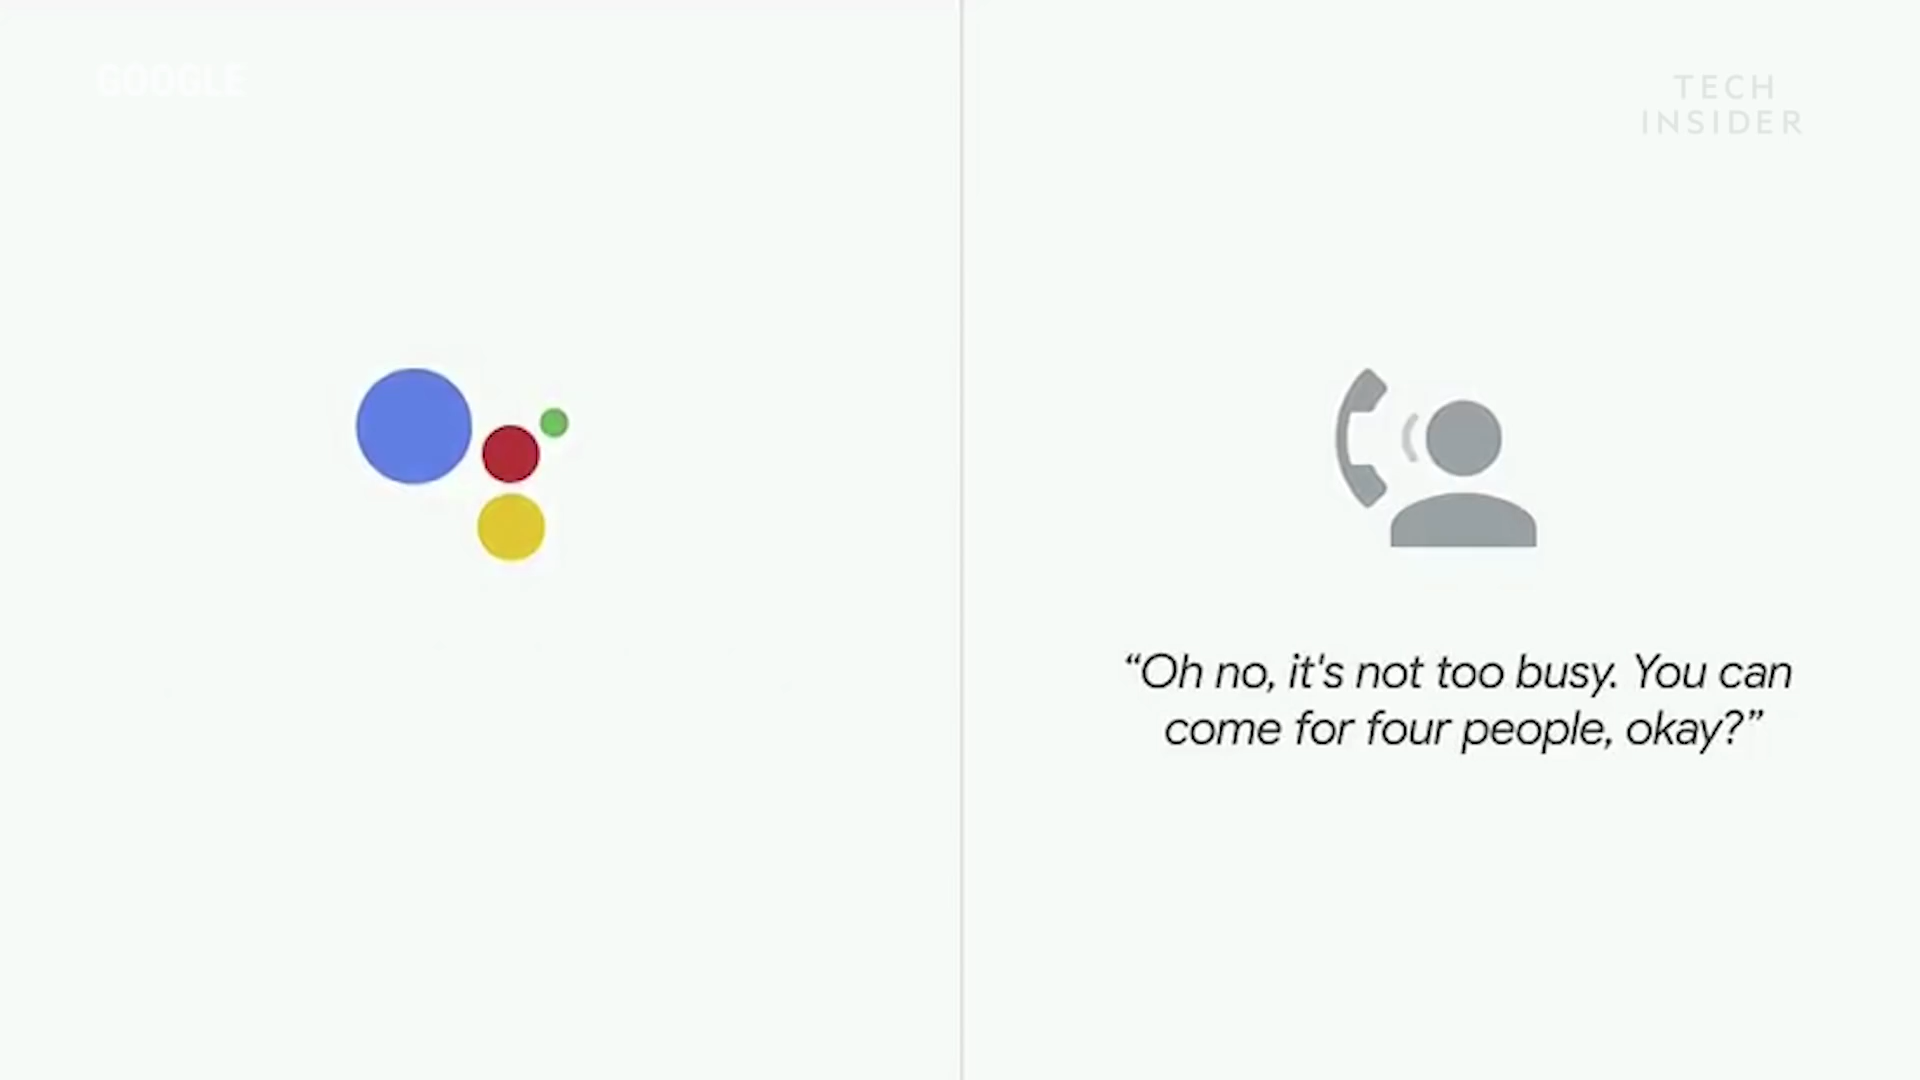 GOOGLE
TECH
INSIDER
“Oh no, it's not too busy. You can
come for four people, okay?”